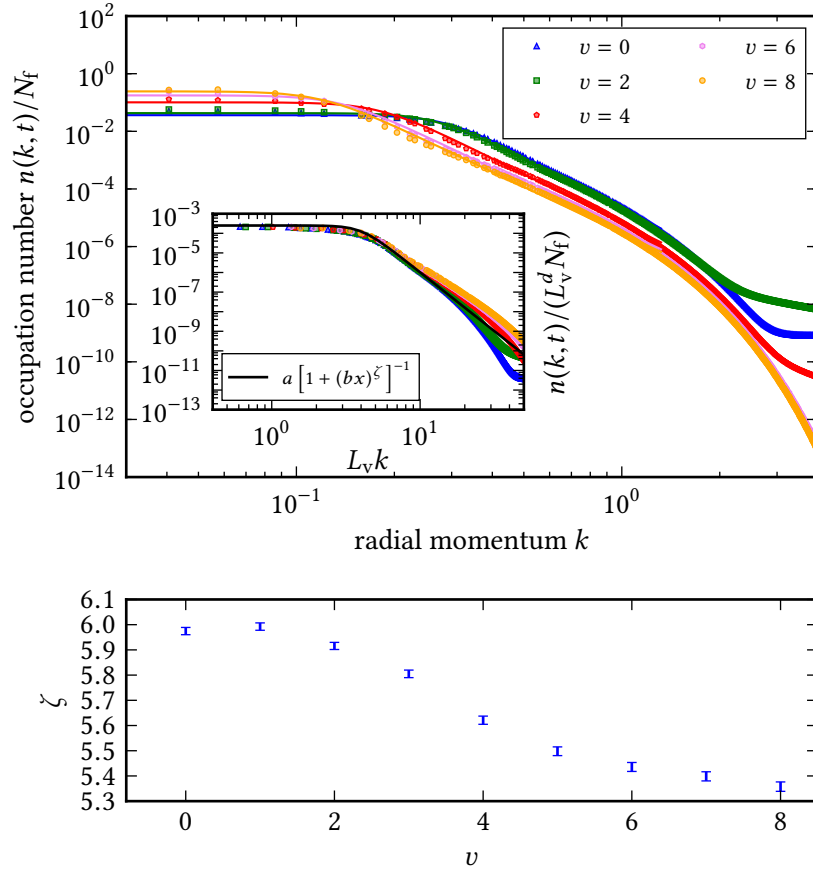 occupation number n(k, t)/N_f
10^0
10^−2
10^−4
10^−6
10^−8
10^−10
10^−12
10^−14
v = 0
v = 2
v = 4
v = 6
v = 8
10^−3
10^−5
10^−7
10^−9
10^−11
10^−13
a [1 + (bx)^ζ]^−1
n(k, t)/(L_v^d N_f)
10^0
10^1
L_v k
10^−1
10^0
radial momentum k
6.1
6.0
5.9
5.8
5.7
5.6
5.5
5.4
5.3
ζ
0
2
4
6
8
v